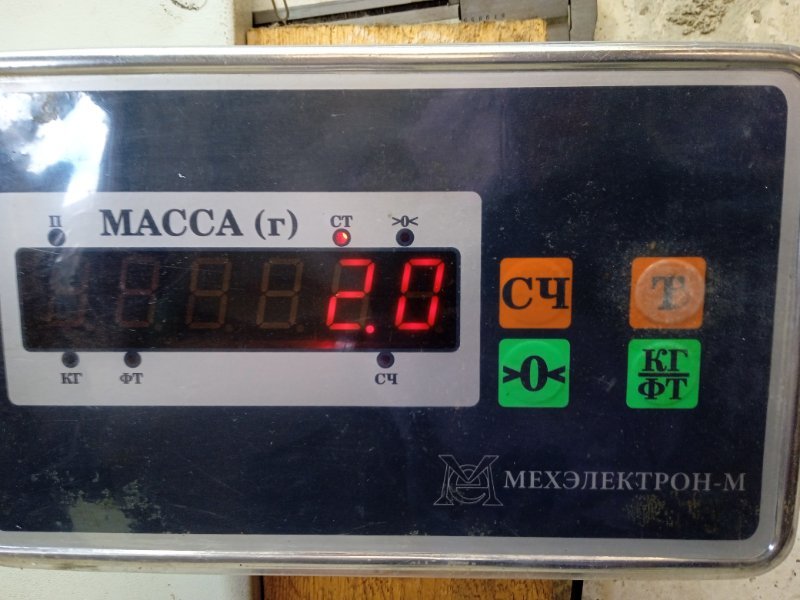 П МАССА (г) СТ >0<
2.0
КГ ФТ СЧ
СЧ Т
>0< КГ/ФТ
МЕХЭЛЕКТРОН-М